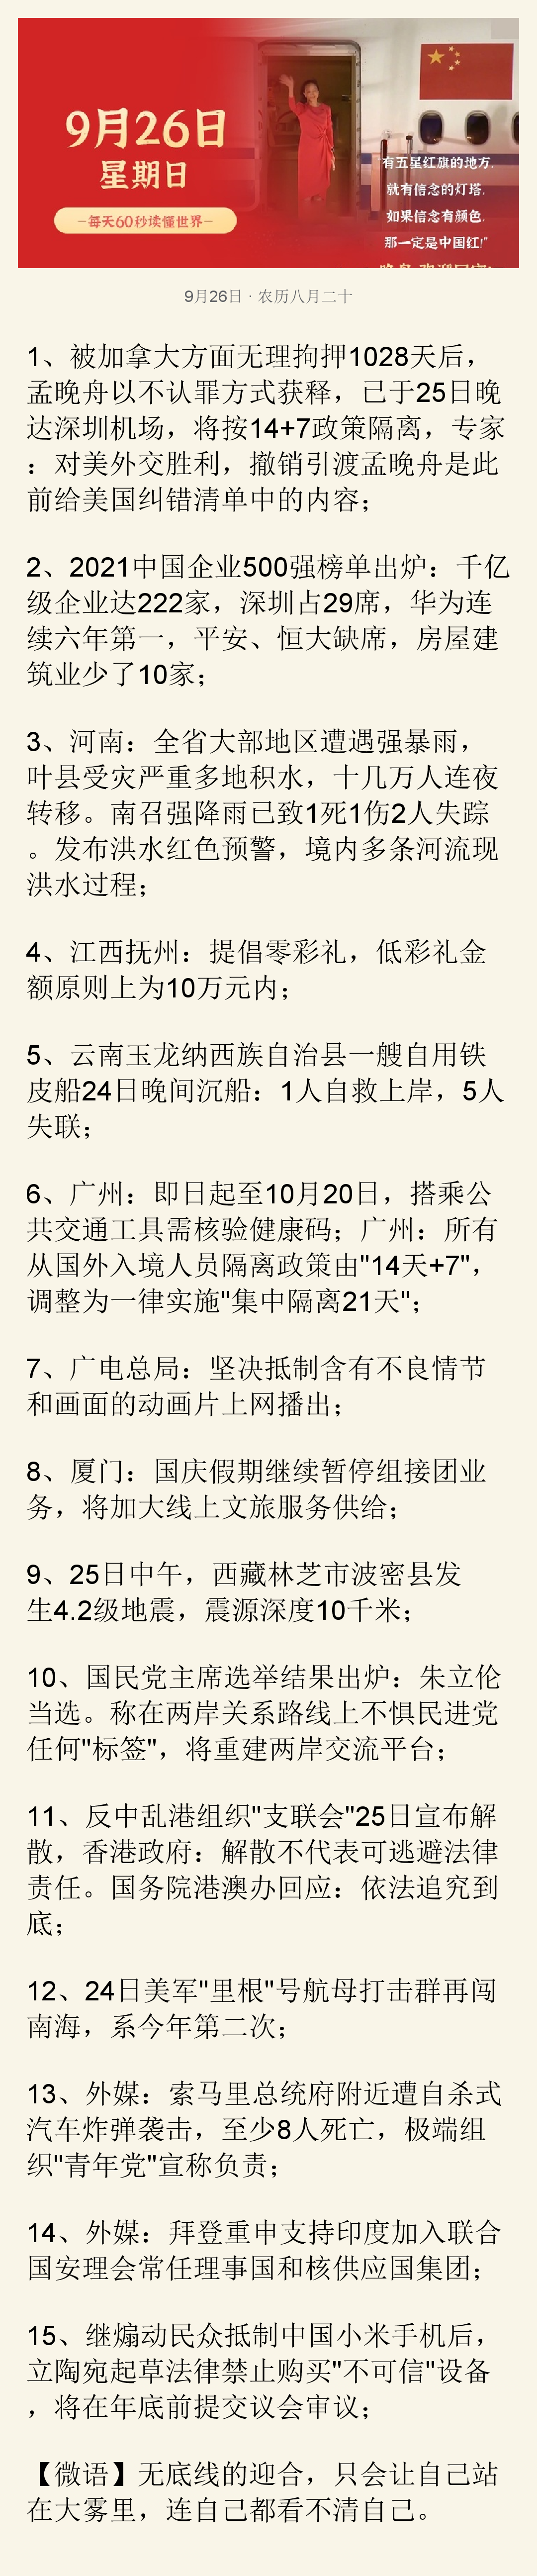 9月26日
星期日
每天60秒读懂世界
"有五星红旗的地方,
就有信念的灯塔,
如果信念有颜色,
那一定是中国红!"
9月26日 · 农历八月二十
1、被加拿大方面无理拘押1028天后,
孟晚舟以不认罪方式获释，已于25日晚
达深圳机场，将按14+7政策隔离，专家
：对美外交胜利，撤销引渡孟晚舟是此
前给美国纠错清单中的内容；
2、2021中国企业500强榜单出炉：千亿
级企业达222家，深圳占29席，华为连
续六年第一，平安、恒大缺席，房屋建
筑业少了10家；
3、河南：全省大部地区遭遇强暴雨，
叶县受灾严重多地积水，十几万人连夜
转移。南召强降雨已致1死1伤2人失踪
。发布洪水红色预警，境内多条河流现
洪水过程；
4、江西抚州：提倡零彩礼，低彩礼金
额原则上为10万元内；
5、云南玉龙纳西族自治县一艘自用铁
皮船24日晚间沉船：1人自救上岸，5人
失联；
6、广州：即日起至10月20日，搭乘公
共交通工具需核验健康码；广州：所有
从国外入境人员隔离政策由"14天+7"，
调整为一律实施"集中隔离21天"；
7、广电总局：坚决抵制含有不良情节
和画面的动画片上网播出；
8、厦门：国庆假期继续暂停组接团业
务，将加大线上文旅服务供给；
9、25日中午，西藏林芝市波密县发
生4.2级地震，震源深度10千米；
10、国民党主席选举结果出炉：朱立伦
当选。称在两岸关系路线上不惧民进党
任何"标签"，将重建两岸交流平台；
11、反中乱港组织"支联会"25日宣布解
散，香港政府：解散不代表可逃避法律
责任。国务院港澳办回应：依法追究到
底；
12、24日美军"里根"号航母打击群再闯
南海，系今年第二次；
13、外媒：索马里总统府附近遭自杀式
汽车炸弹袭击，至少8人死亡，极端组
织"青年党"宣称负责；
14、外媒：拜登重申支持印度加入联合
国安理会常任理事国和核供应国集团；
15、继煽动民众抵制中国小米手机后，
立陶宛起草法律禁止购买"不可信"设备
，将在年底前提交议会审议；
【微语】无底线的迎合，只会让自己站
在大雾里，连自己都看不清自己。